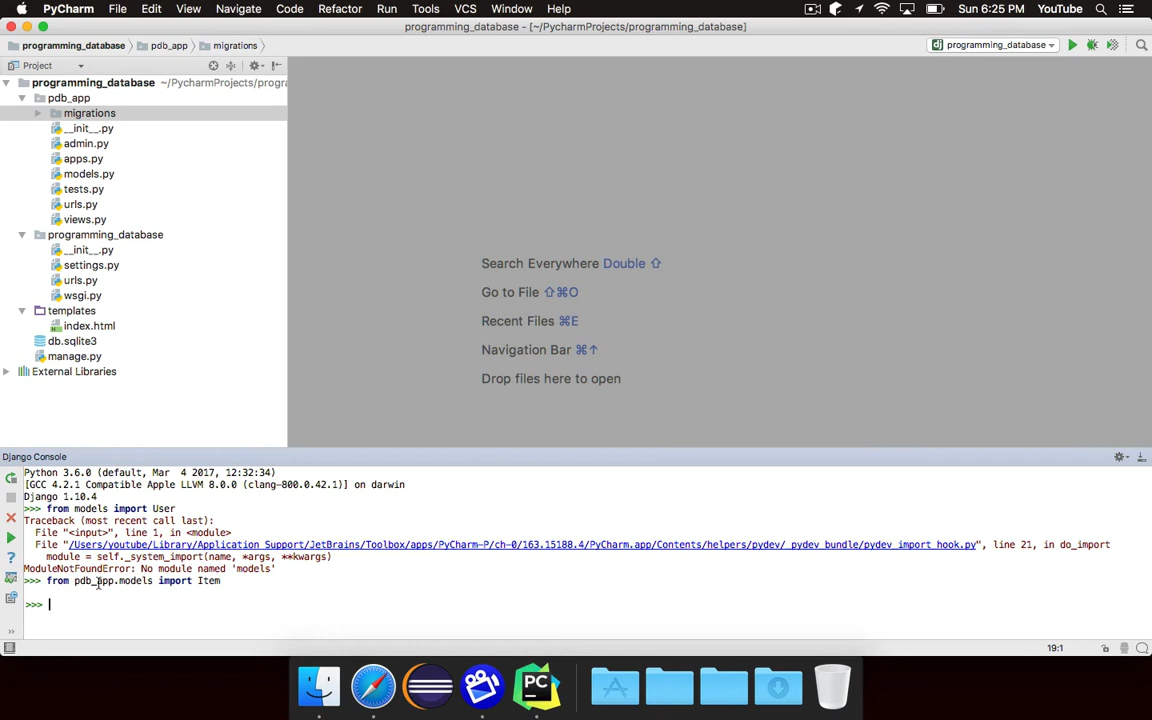 PyCharm File Edit View Navigate Code Refactor Run Tools VCS Window Help Sun 6:25 PM YouTube
programming_database - [~/PycharmProjects/programming_database]
programming_database pdb_app migrations programming_database
Project
programming_database ~/PycharmProjects/progra
pdb_app
migrations
__init__.py
admin.py
apps.py
models.py
tests.py
urls.py
views.py
programming_database
__init__.py
settings.py
urls.py
wsgi.py
templates
index.html
db.sqlite3
manage.py
External Libraries
Search Everywhere Double ⇧
Go to File ⇧⌘O
Recent Files ⌘E
Navigation Bar ⌘↑
Drop files here to open
Django Console
Python 3.6.0 (default, Mar  4 2017, 12:32:34)
[GCC 4.2.1 Compatible Apple LLVM 8.0.0 (clang-800.0.42.1)] on darwin
Django 1.10.4
>>> from models import User
Traceback (most recent call last):
File "<input>", line 1, in <module>
File "/Users/youtube/Library/Application Support/JetBrains/Toolbox/apps/PyCharm-P/ch-0/163.15188.4/PyCharm.app/Contents/helpers/pydev/_pydev_bundle/pydev_import_hook.py", line 21, in do_import
module = self._system_import(name, *args, **kwargs)
ModuleNotFoundError: No module named 'models'
>>> from pdb_app.models import Item
>>>
19:1
PC